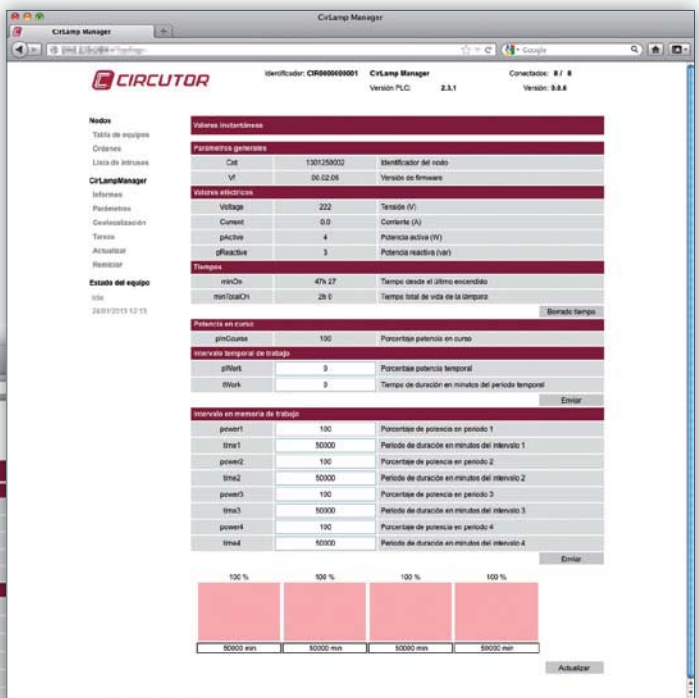 CirLamp Manager
CirLamp Manager
Google
CIRCUTOR
Identificador: CIR0000000001 CirLamp Manager Conectados: 8 / 8
Versión PLC: 2.3.1 Versión: 0.0.6
Nodos
Tabla de equipos
Órdenes
Lista de intrusos
CirLampManager
Informes
Parámetros
Geolocalización
Tareas
Actualizar
Reiniciar
Estado del equipo
Idle
24/01/2013 12:13
Valores instantáneos
Parámetros generales
Cat 1301250002 Identificador del nodo
Vf 00.02.05 Versión de firmware
Valores eléctricos
Voltage 222 Tensión (V)
Current 0.0 Corriente (A)
pActive 4 Potencia activa (W)
pReactive 3 Potencia reactiva (var)
Tiempos
minOn 47h 27 Tiempo desde el último encendido
minTotalOn 2h 0 Tiempo total de vida de la lámpara
Borrado tiempo
Potencia en curso
pInCourse 100 Porcentaje potencia en curso
Intervalo temporal de trabajo
pWork 0 Porcentaje potencia temporal
tWork 0 Tiempo de duración en minutos del periodo temporal
Enviar
Intervalo en memoria de trabajo
power1 100 Porcentaje de potencia en periodo 1
time1 50000 Periodo de duración en minutos del intervalo 1
power2 100 Porcentaje de potencia en periodo 2
time2 50000 Periodo de duración en minutos del intervalo 2
power3 100 Porcentaje de potencia en periodo 3
time3 50000 Periodo de duración en minutos del intervalo 3
power4 100 Porcentaje de potencia en periodo 4
time4 50000 Periodo de duración en minutos del intervalo 4
Enviar
100 % 100 % 100 % 100 %
50000 min 50000 min 50000 min 50000 min
Actualizar